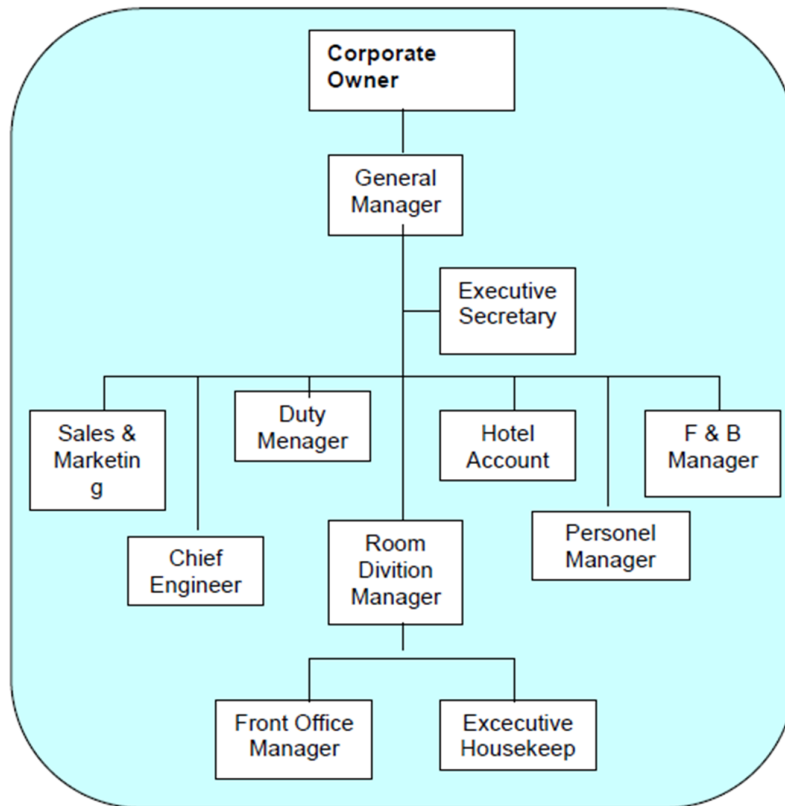 Corporate
Owner
General
Manager
Executive
Secretary
Sales &
Marketin
g
Duty
Menager
Hotel
Account
F & B
Manager
Chief
Engineer
Room
Divition
Manager
Personel
Manager
Front Office
Manager
Excecutive
Housekeep